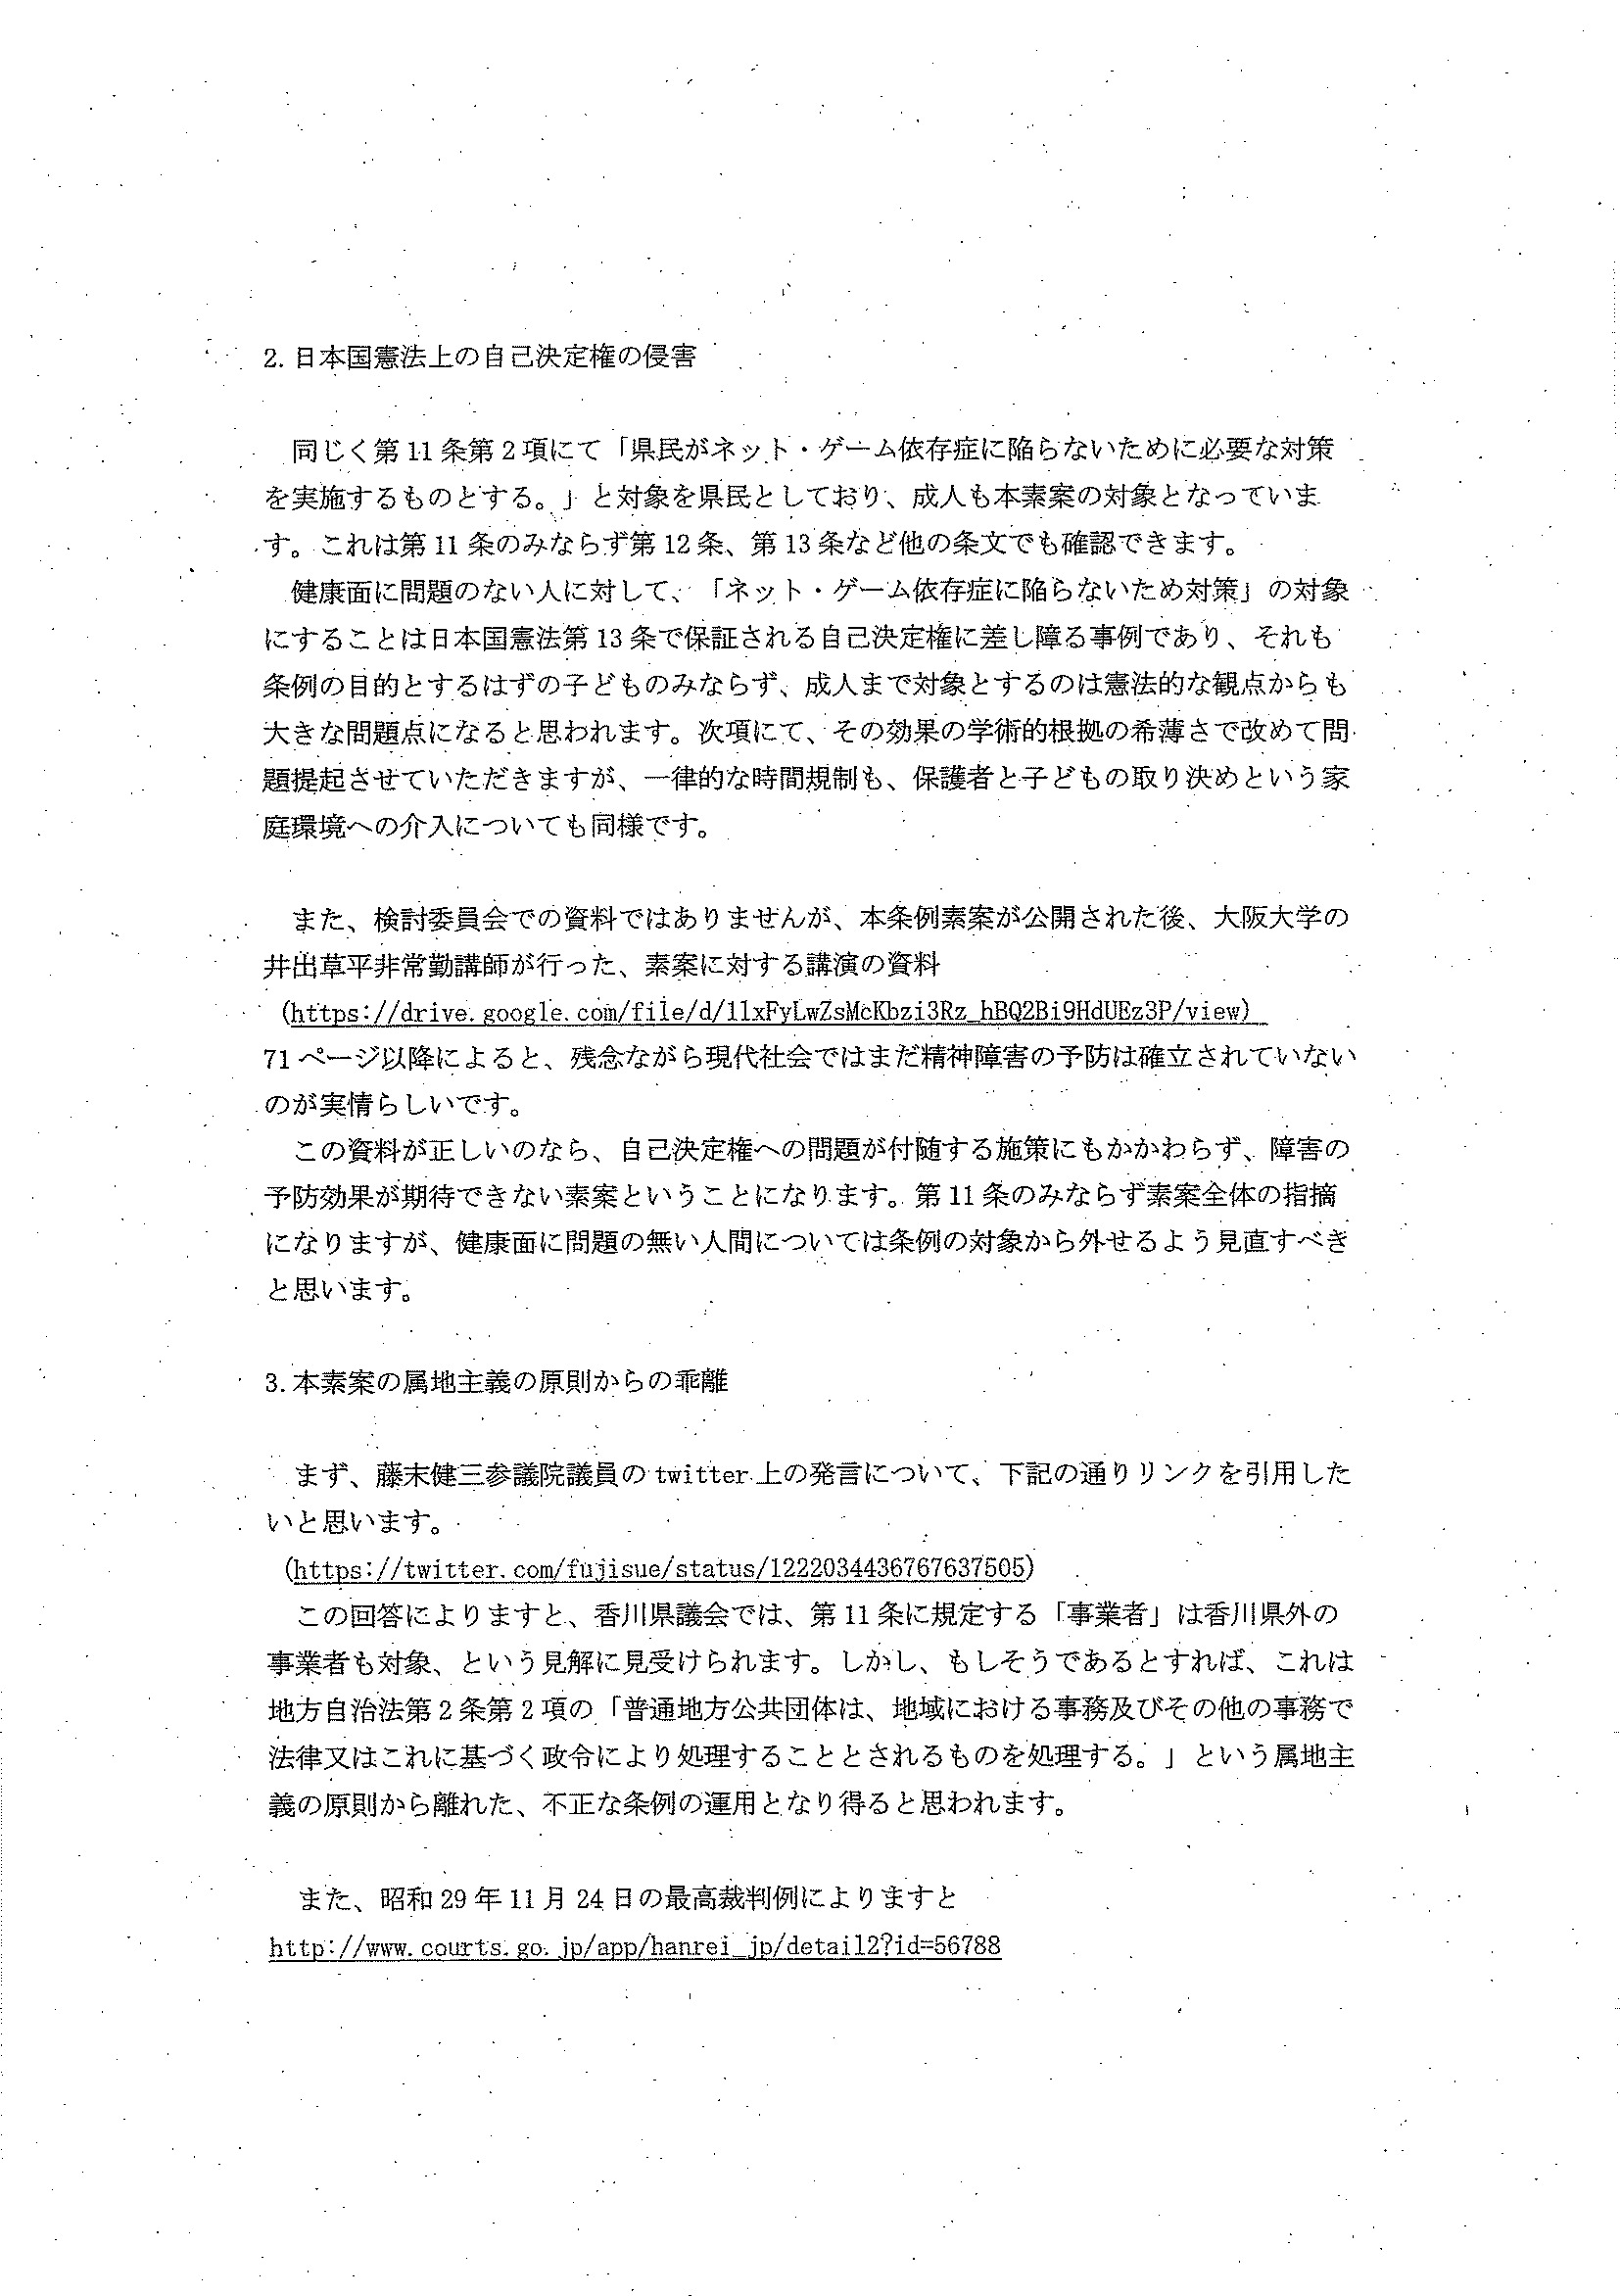 2. 日本国憲法上の自己決定権の侵害
同じく第 11 条第 2 項にて「県民がネット・ゲーム依存症に陥らないために必要な対策
を実施するものとする。」と対象を県民としており、成人も本素案の対象となっていま
す。これは第 11 条のみならず第 12 条、第 13 条など他の条文でも確認できます。
健康面に問題のない人に対して、「ネット・ゲーム依存症に陥らないため対策」の対象
にすることは日本国憲法第 13 条で保証される自己決定権に差し障る事例であり、それも
条例の目的とするはずの子どものみならず、成人まで対象とするのは憲法的な観点からも
大きな問題点になると思われます。次項にて、その効果の学術的根拠の希薄さで改めて問
題提起させていただきますが、一律的な時間規制も、保護者と子どもの取り決めという家
庭環境への介入についても同様です。
また、検討委員会での資料ではありませんが、本条例素案が公開された後、大阪大学の
井出草平非常勤講師が行った、素案に対する講演の資料
(https://drive.google.com/file/d/1lxFyLwZsMcKbzi3Rz_hBQ2Bi9HdUEz3P/view)
71 ページ以降によると、残念ながら現代社会ではまだ精神障害の予防は確立されていない
のが実情らしいです。
この資料が正しいのなら、自己決定権への問題が付随する施策にもかかわらず、障害の
予防効果が期待できない素案ということになります。第 11 条のみならず素案全体の指摘
になりますが、健康面に問題の無い人間については条例の対象から外せるよう見直すべき
と思います。
3. 本素案の属地主義の原則からの乖離
まず、藤末健三参議院議員の twitter 上の発言について、下記の通りリンクを引用した
いと思います。
(https://twitter.com/fujisue/status/1222034436767637505)
この回答によりますと、香川県議会では、第 11 条に規定する「事業者」は香川県外の
事業者も対象、という見解に見受けられます。しかし、もしそうであるとすれば、これは
地方自治法第 2 条第 2 項の「普通地方公共団体は、地域における事務及びその他の事務で
法律又はこれに基づく政令により処理することとされるものを処理する。」という属地主
義の原則から離れた、不正な条例の運用となり得ると思われます。
また、昭和 29 年 11 月 24 日の最高裁判例によりますと
http://www.courts.go.jp/app/hanrei_jp/detail2?id=56788